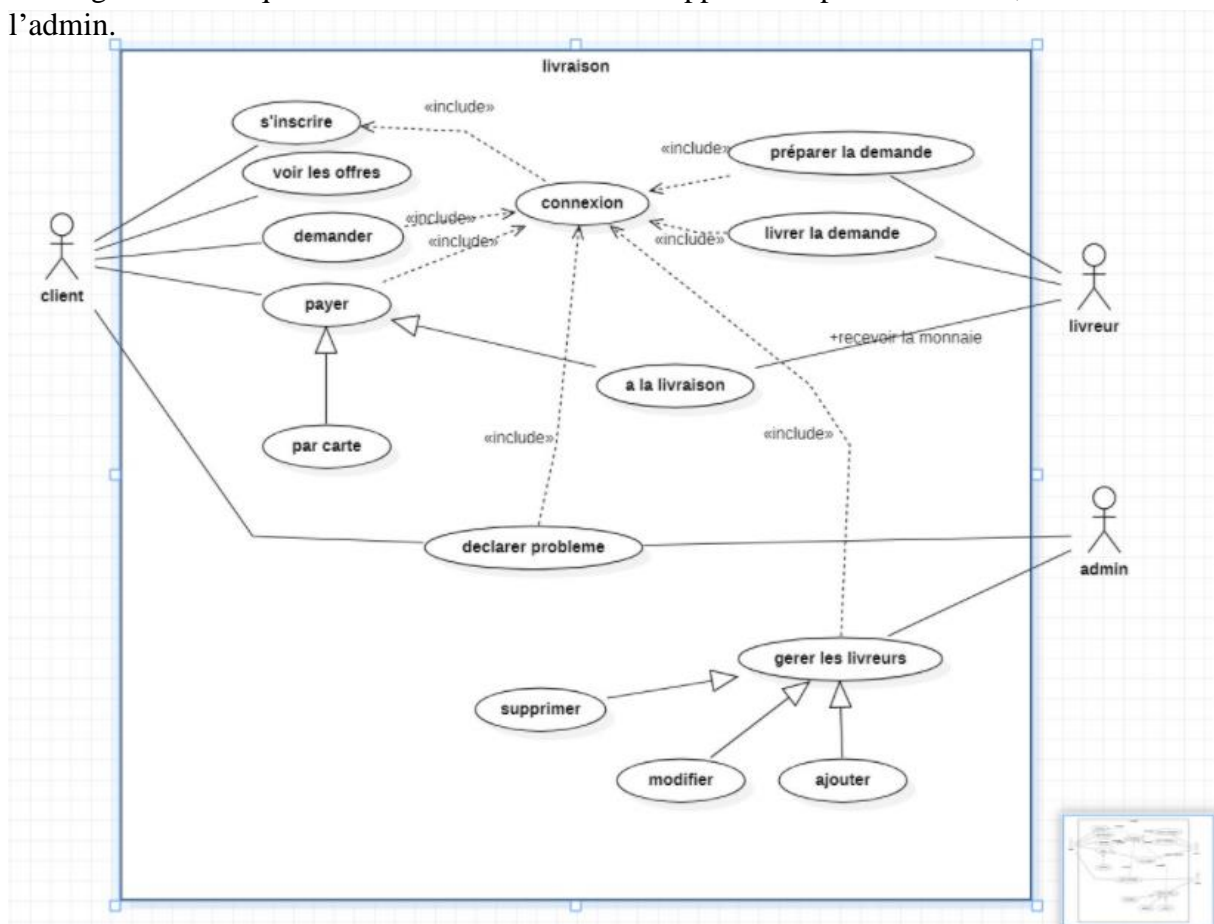 l’admin.
livraison
«include»
s'inscrire
«include»
préparer la demande
voir les offres
connexion
«include»
demander
«include»
«include»
livrer la demande
client
payer
livreur
+recevoir la monnaie
a la livraison
«include»
«include»
par carte
declarer probleme
admin
gerer les livreurs
supprimer
modifier
ajouter